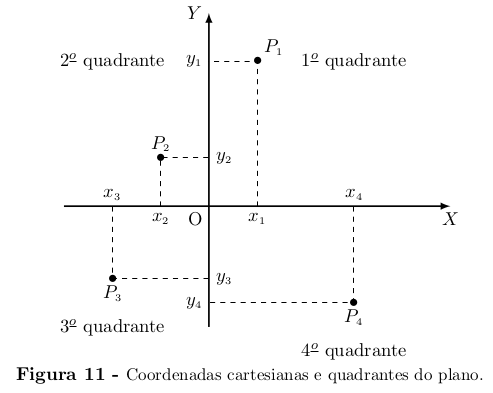 Y
P₁
2º quadrante
y₁
1º quadrante
P₂
y₂
x₃
x₄
x₂
O
x₁
X
y₃
P₃
y₄
P₄
3º quadrante
4º quadrante
Figura 11 - Coordenadas cartesianas e quadrantes do plano.